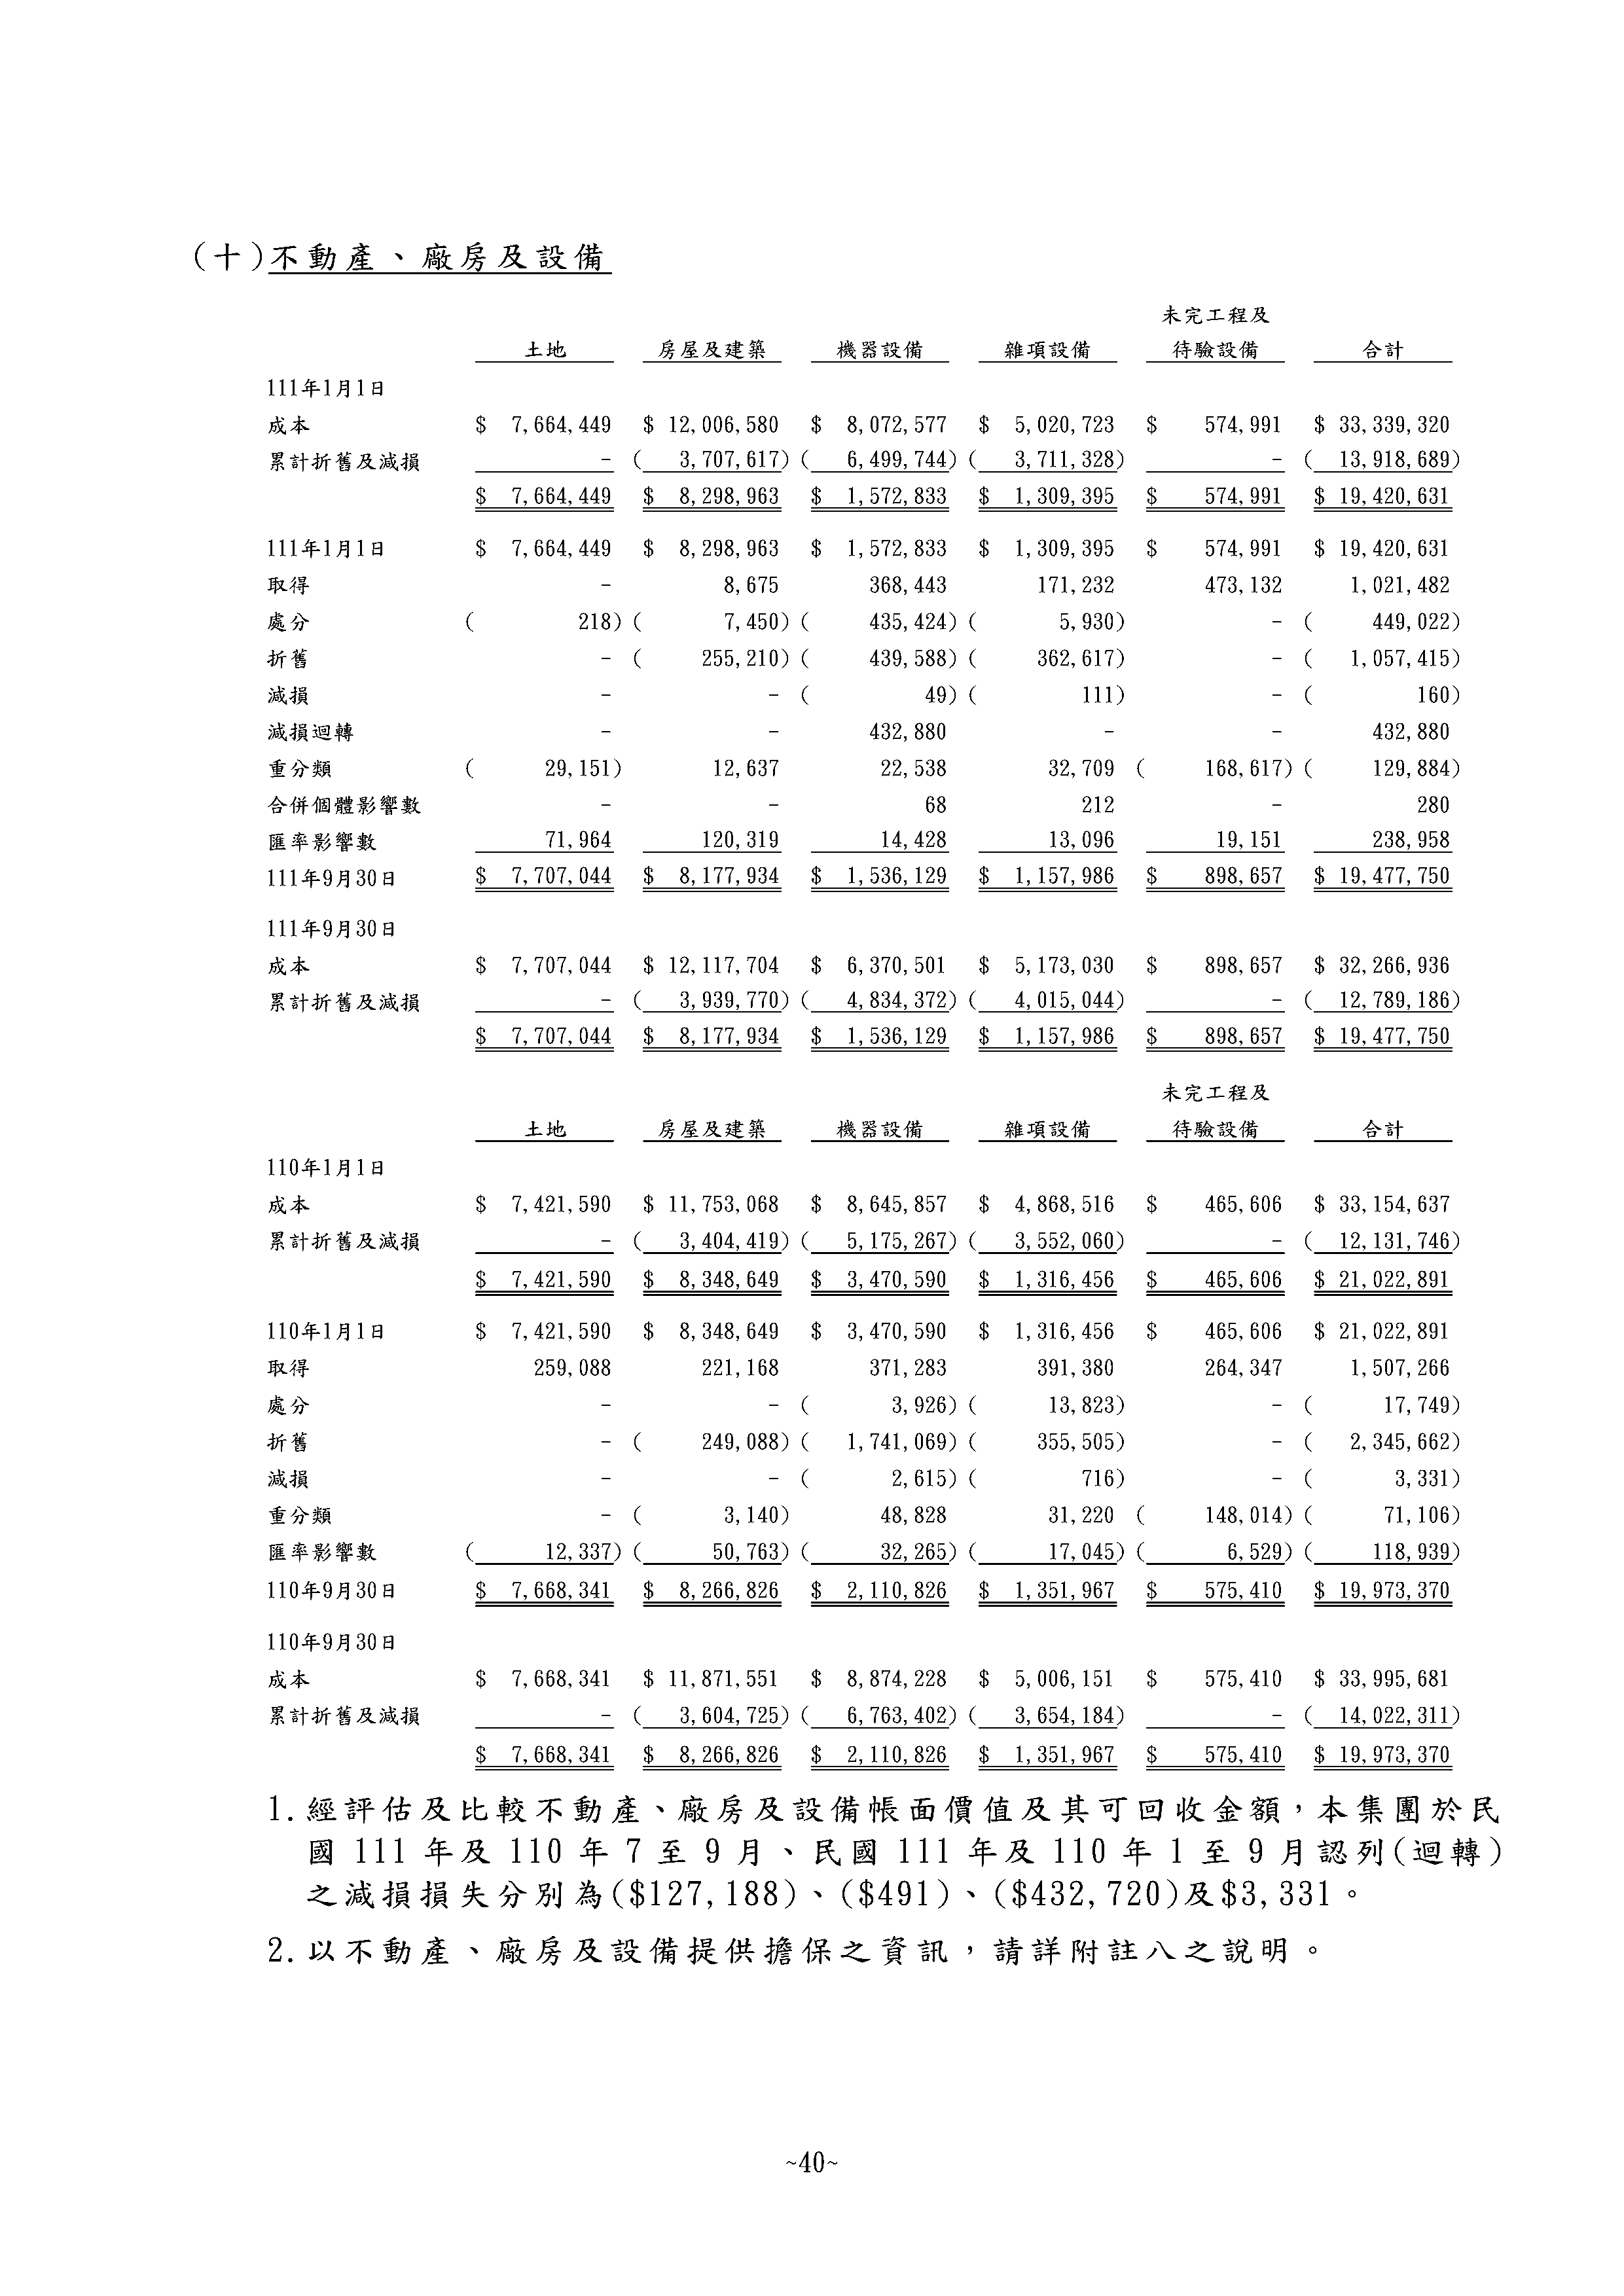 (十)不動產、廠房及設備
未完工程及
土地 房屋及建築 機器設備 雜項設備 待驗設備 合計
111年1月1日
成本 $ 7,664,449 $ 12,006,580 $ 8,072,577 $ 5,020,723 $ 574,991 $ 33,339,320
累計折舊及減損 - ( 3,707,617) ( 6,499,744) ( 3,711,328) - ( 13,918,689)
$ 7,664,449 $ 8,298,963 $ 1,572,833 $ 1,309,395 $ 574,991 $ 19,420,631
111年1月1日 $ 7,664,449 $ 8,298,963 $ 1,572,833 $ 1,309,395 $ 574,991 $ 19,420,631
取得 - 8,675 368,443 171,232 473,132 1,021,482
處分 ( 218) ( 7,450) ( 435,424) ( 5,930) - ( 449,022)
折舊 - ( 255,210) ( 439,588) ( 362,617) - ( 1,057,415)
減損 - - ( 49) ( 111) - ( 160)
減損迴轉 - - 432,880 - - 432,880
重分類 ( 29,151) 12,637 22,538 32,709 ( 168,617) ( 129,884)
合併個體影響數 - - 68 212 - 280
匯率影響數 71,964 120,319 14,428 13,096 19,151 238,958
111年9月30日 $ 7,707,044 $ 8,177,934 $ 1,536,129 $ 1,157,986 $ 898,657 $ 19,477,750
111年9月30日
成本 $ 7,707,044 $ 12,117,704 $ 6,370,501 $ 5,173,030 $ 898,657 $ 32,266,936
累計折舊及減損 - ( 3,939,770) ( 4,834,372) ( 4,015,044) - ( 12,789,186)
$ 7,707,044 $ 8,177,934 $ 1,536,129 $ 1,157,986 $ 898,657 $ 19,477,750
未完工程及
土地 房屋及建築 機器設備 雜項設備 待驗設備 合計
110年1月1日
成本 $ 7,421,590 $ 11,753,068 $ 8,645,857 $ 4,868,516 $ 465,606 $ 33,154,637
累計折舊及減損 - ( 3,404,419) ( 5,175,267) ( 3,552,060) - ( 12,131,746)
$ 7,421,590 $ 8,348,649 $ 3,470,590 $ 1,316,456 $ 465,606 $ 21,022,891
110年1月1日 $ 7,421,590 $ 8,348,649 $ 3,470,590 $ 1,316,456 $ 465,606 $ 21,022,891
取得 259,088 221,168 371,283 391,380 264,347 1,507,266
處分 - - ( 3,926) ( 13,823) - ( 17,749)
折舊 - ( 249,088) ( 1,741,069) ( 355,505) - ( 2,345,662)
減損 - - ( 2,615) ( 716) - ( 3,331)
重分類 - ( 3,140) 48,828 31,220 ( 148,014) ( 71,106)
匯率影響數 ( 12,337) ( 50,763) ( 32,265) ( 17,045) ( 6,529) ( 118,939)
110年9月30日 $ 7,668,341 $ 8,266,826 $ 2,110,826 $ 1,351,967 $ 575,410 $ 19,973,370
110年9月30日
成本 $ 7,668,341 $ 11,871,551 $ 8,874,228 $ 5,006,151 $ 575,410 $ 33,995,681
累計折舊及減損 - ( 3,604,725) ( 6,763,402) ( 3,654,184) - ( 14,022,311)
$ 7,668,341 $ 8,266,826 $ 2,110,826 $ 1,351,967 $ 575,410 $ 19,973,370
1.經評估及比較不動產、廠房及設備帳面價值及其可回收金額，本集團於民
國 111 年及 110 年 7 至 9 月、民國 111 年及 110 年 1 至 9 月認列(迴轉)
之減損損失分別為($127,188)、($491)、($432,720)及$3,331。
2.以不動產、廠房及設備提供擔保之資訊，請詳附註八之說明。
~40~